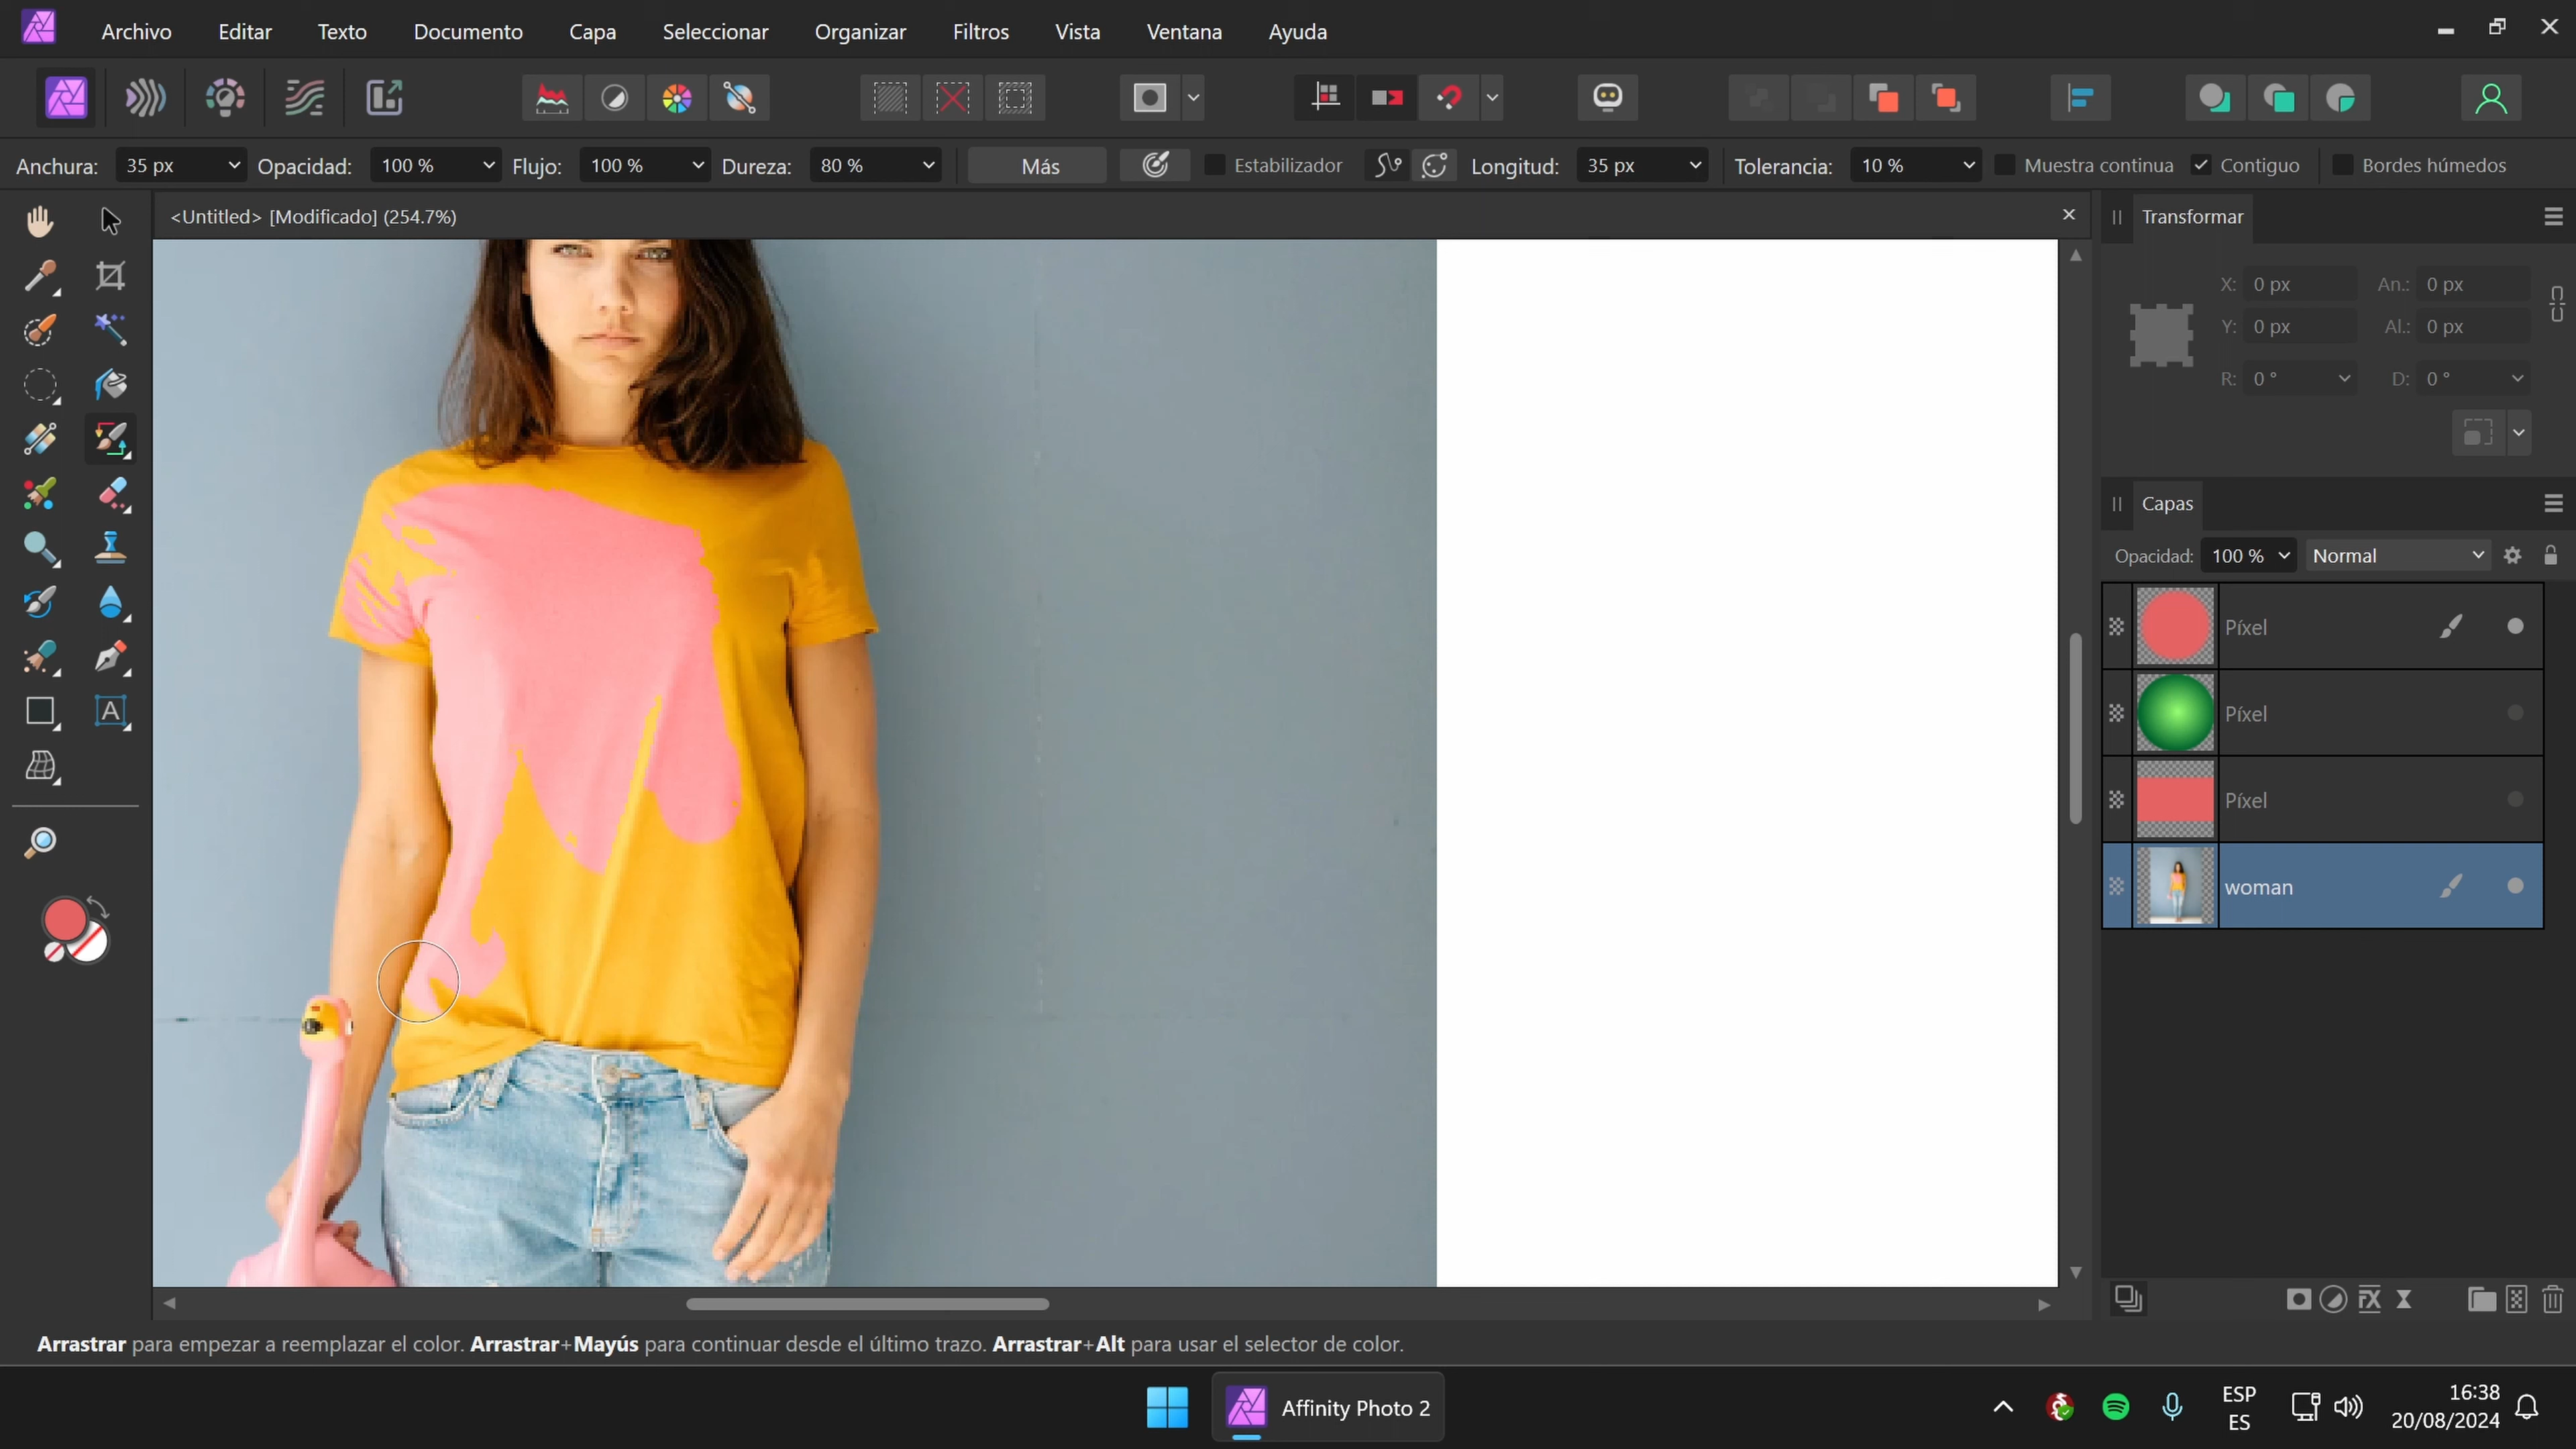 Archivo Editar Texto Documento Capa Seleccionar Organizar Filtros Vista Ventana Ayuda
Anchura: 35 px Opacidad: 100 % Flujo: 100 % Dureza: 80 % Más Estabilizador Longitud: 35 px Tolerancia: 10 % Muestra continua Contiguo Bordes húmedos
<Untitled> [Modificado] (254.7%)
Transformar
X: 0 px An.: 0 px
Y: 0 px Al.: 0 px
R: 0 ° D: 0 °
Capas
Opacidad: 100 % Normal
Píxel
Píxel
Píxel
woman
Arrastrar para empezar a reemplazar el color. Arrastrar+Mayús para continuar desde el último trazo. Arrastrar+Alt para usar el selector de color.
Affinity Photo 2
ESP
ES
16:38
20/08/2024